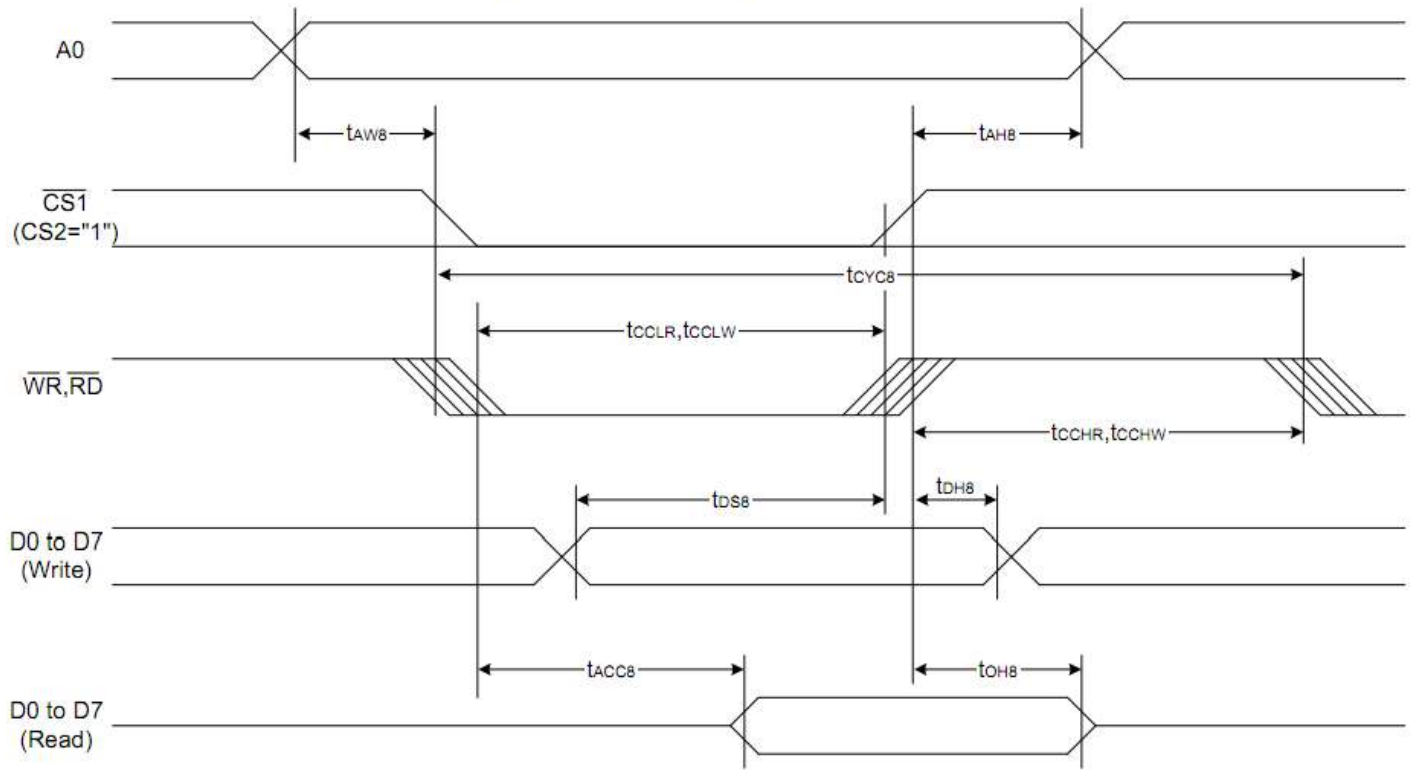 A0
tAW8
tAH8
CS1
(CS2="1")
tCYC8
tCCLR,tCCLW
WR,RD
tCCHR,tCCHW
tDS8
tDH8
D0 to D7
(Write)
tACC8
tOH8
D0 to D7
(Read)